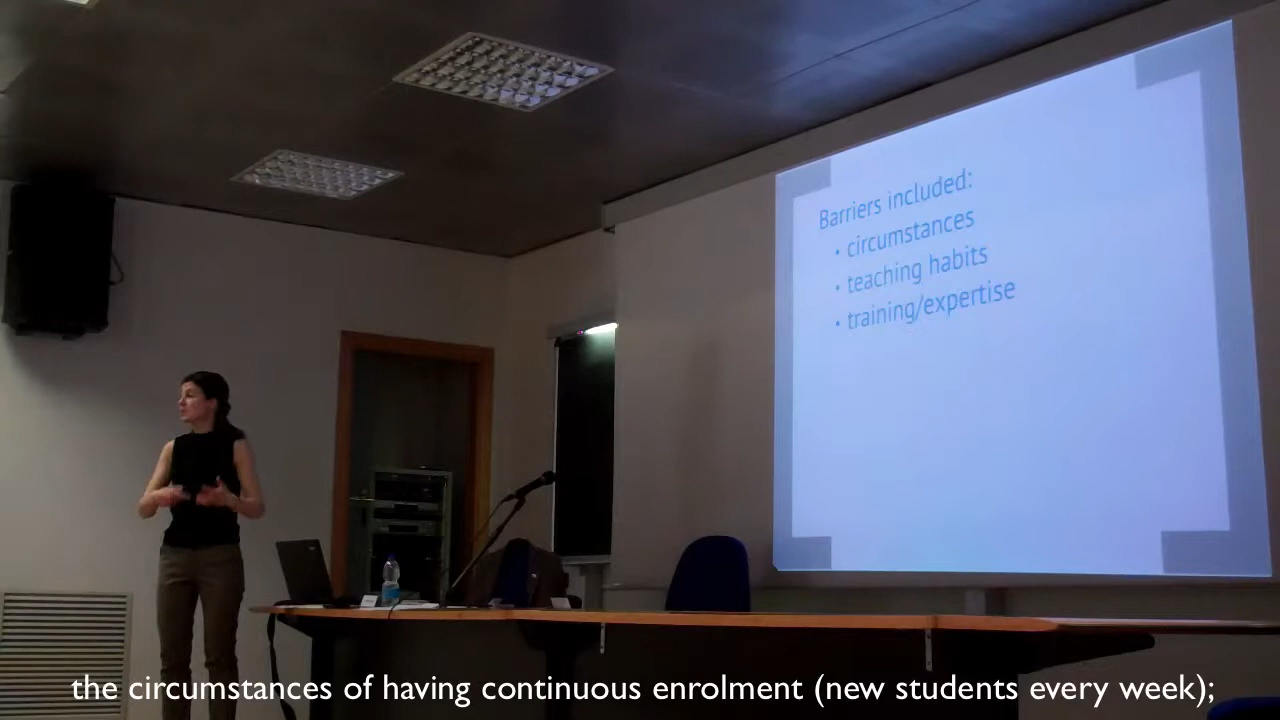 Barriers included:
• circumstances
• teaching habits
• training/expertise
the circumstances of having continuous enrolment (new students every week);